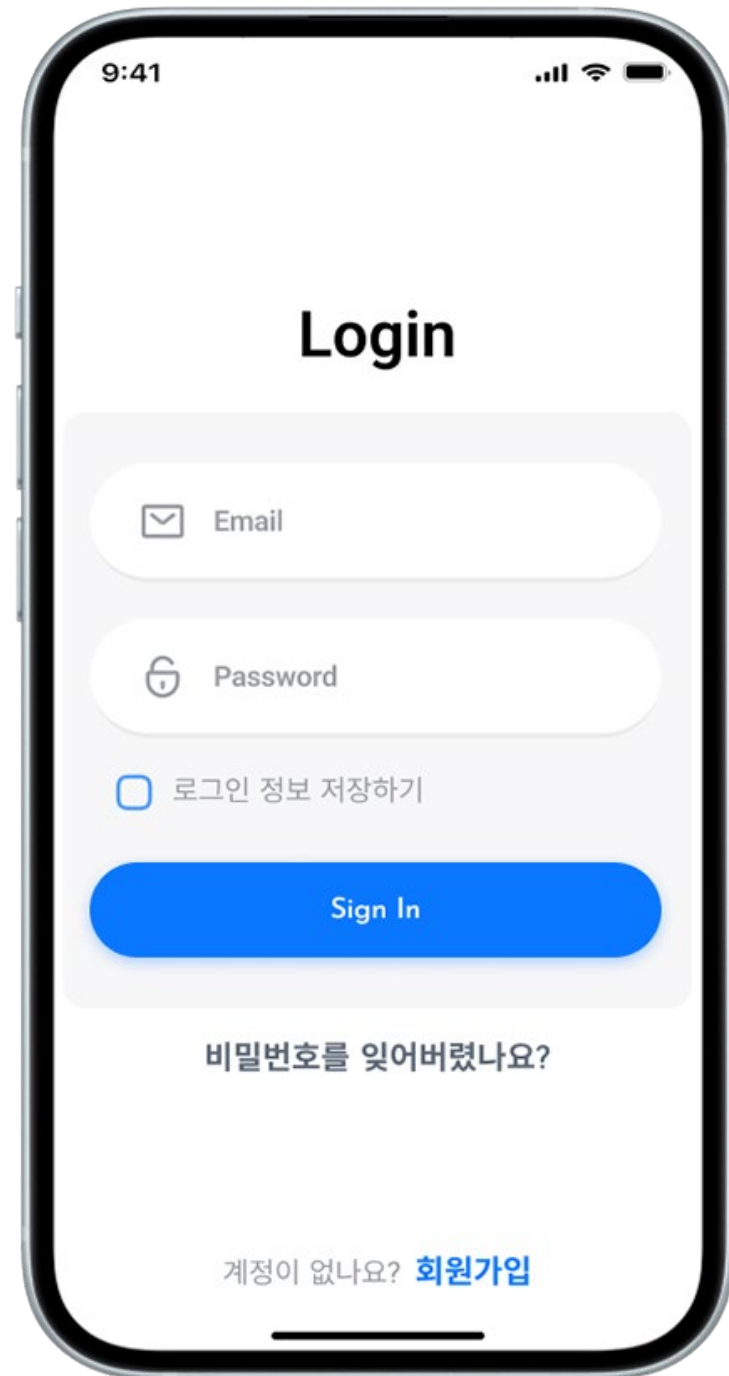 9:41
Login
Email
Password
로그인 정보 저장하기
Sign In
비밀번호를 잊어버렸나요?
계정이 없나요? 회원가입